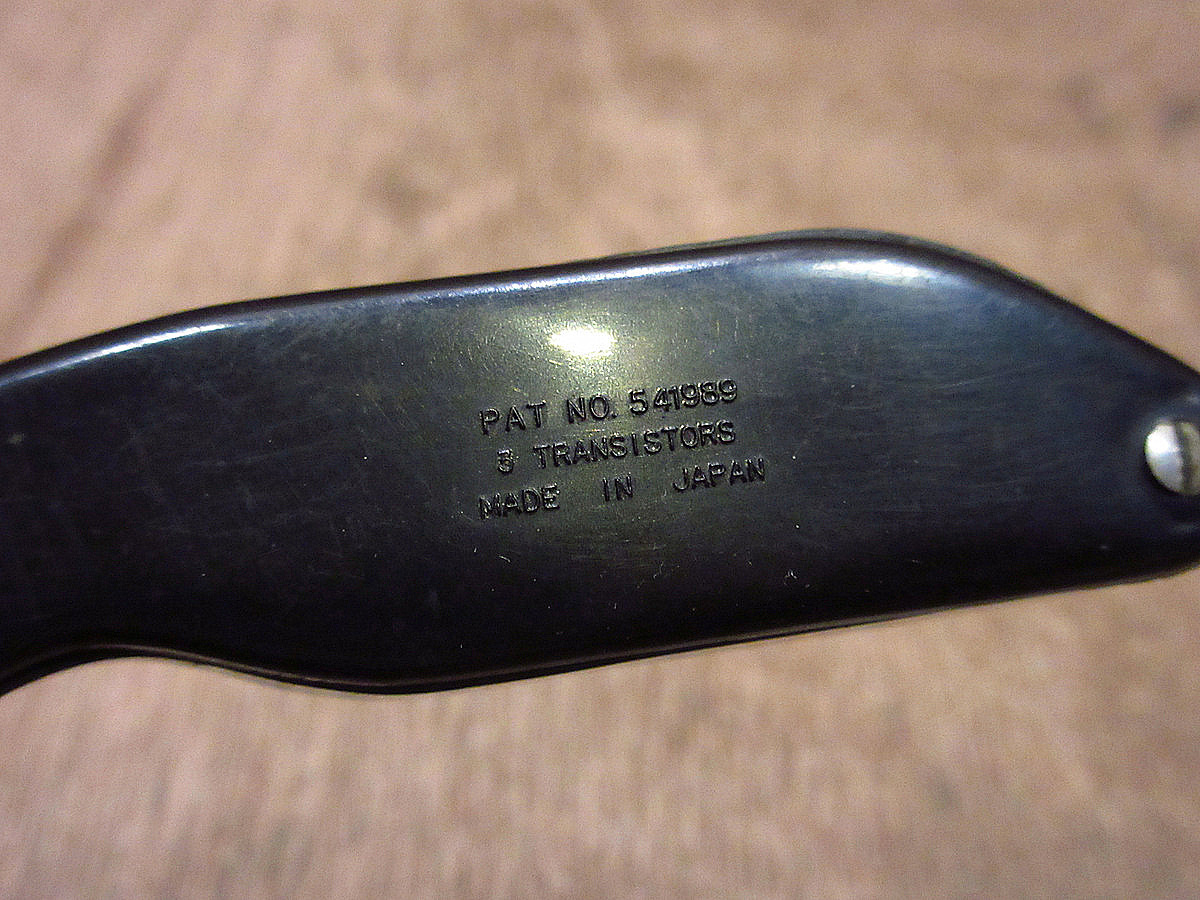 PAT NO. 541989
3 TRANSISTORS
MADE IN JAPAN